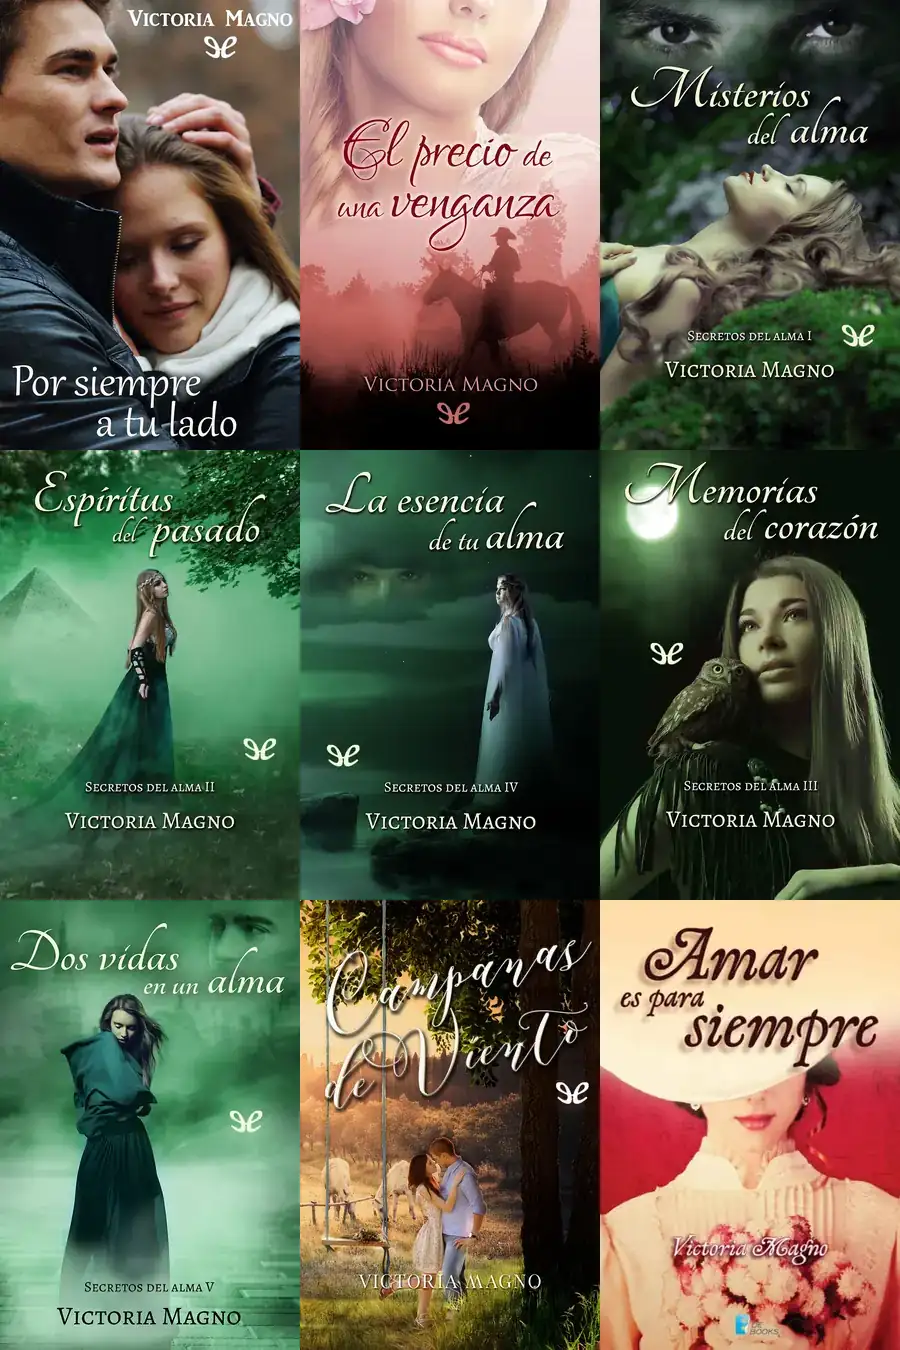 Victoria Magno
Por siempre
a tu lado
El precio de
una venganza
Victoria Magno
Misterios
del alma
Secretos del alma I
Victoria Magno
Espíritus
del pasado
Secretos del alma II
Victoria Magno
La esencia
de tu alma
Secretos del alma IV
Victoria Magno
Memorias
del corazón
Secretos del alma III
Victoria Magno
Dos vidas
en un alma
Secretos del alma V
Victoria Magno
Campanas
de Viento
Victoria Magno
Amar
es para
siempre
Victoria Magno
BOOKS